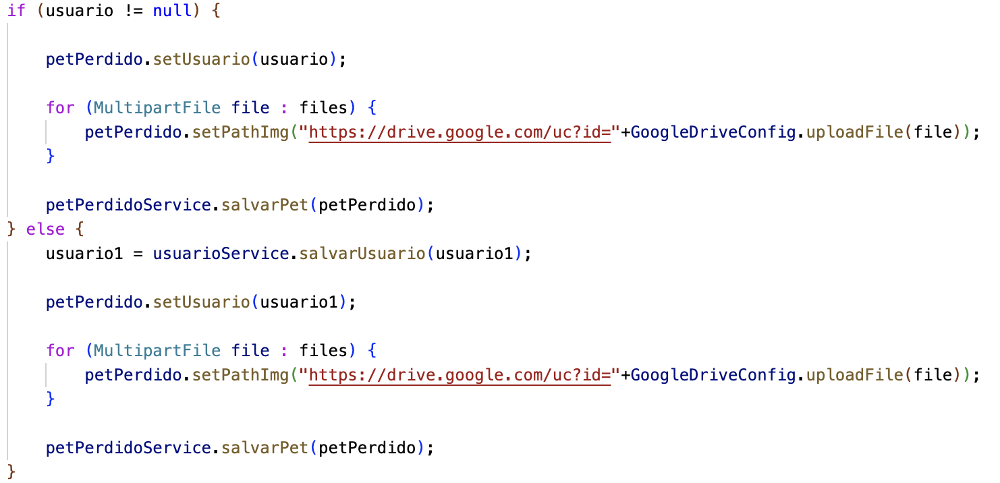 if (usuario != null) {
petPerdido.setUsuario(usuario);
for (MultipartFile file : files) {
petPerdido.setPathImg("https://drive.google.com/uc?id="+GoogleDriveConfig.uploadFile(file));
}
petPerdidoService.salvarPet(petPerdido);
} else {
usuario1 = usuarioService.salvarUsuario(usuario1);
petPerdido.setUsuario(usuario1);
for (MultipartFile file : files) {
petPerdido.setPathImg("https://drive.google.com/uc?id="+GoogleDriveConfig.uploadFile(file));
}
petPerdidoService.salvarPet(petPerdido);
}